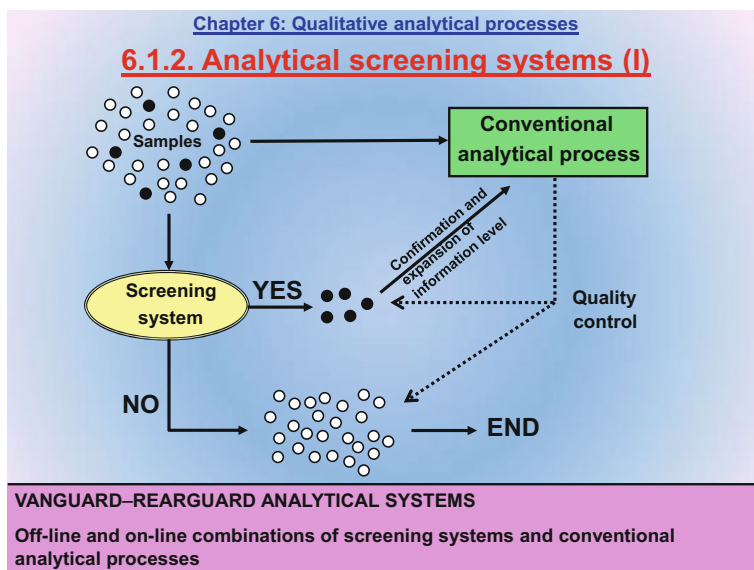 Chapter 6: Qualitative analytical processes
6.1.2. Analytical screening systems (I)
Samples
Conventional
analytical process
Confirmation and
expansion of
information level
Screening
system
YES
Quality
control
NO
END
VANGUARD–REARGUARD ANALYTICAL SYSTEMS
Off-line and on-line combinations of screening systems and conventional
analytical processes